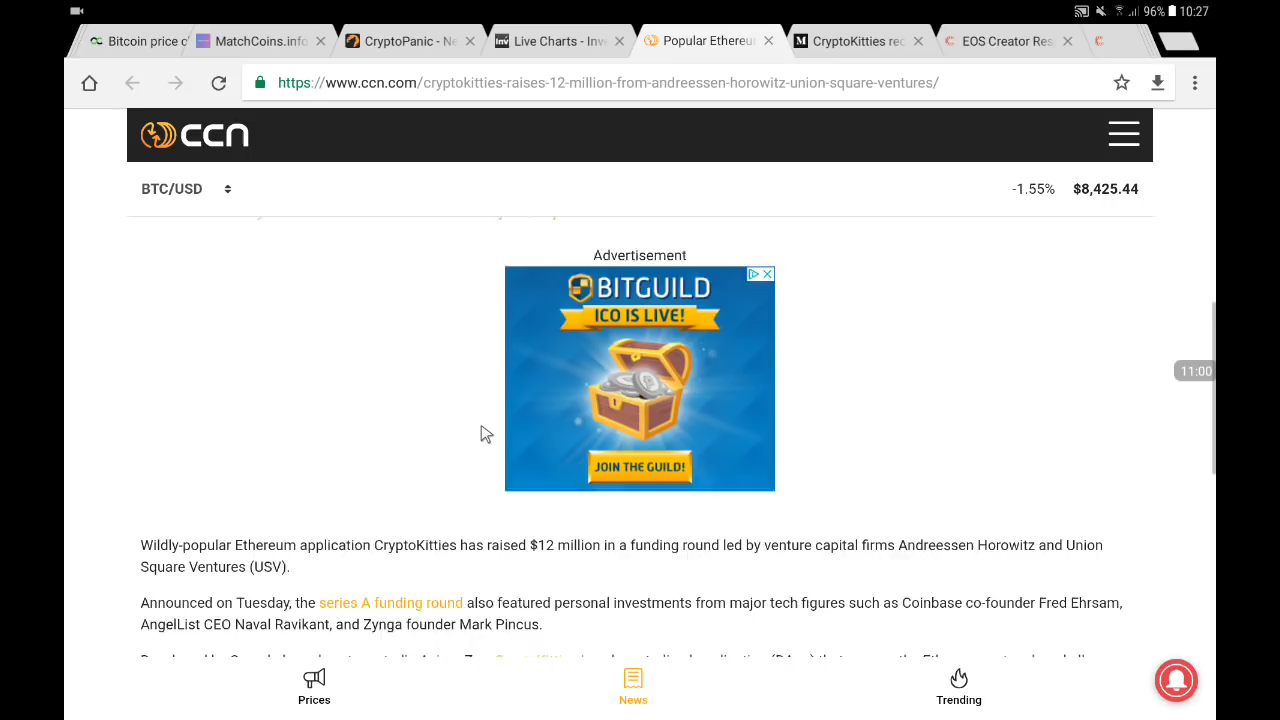 96% 10:27
Bitcoin price o
MatchCoins.info
CryptoPanic - Ne
Live Charts - Inve
Popular Ethereu
CryptoKitties rec
EOS Creator Res
https://www.ccn.com/cryptokitties-raises-12-million-from-andreessen-horowitz-union-square-ventures/
ccn
BTC/USD -1.55% $8,425.44
Advertisement
BITGUILD
ICO IS LIVE!
JOIN THE GUILD!
11:00
Wildly-popular Ethereum application CryptoKitties has raised $12 million in a funding round led by venture capital firms Andreessen Horowitz and Union
Square Ventures (USV).
Announced on Tuesday, the series A funding round also featured personal investments from major tech figures such as Coinbase co-founder Fred Ehrsam,
AngelList CEO Naval Ravikant, and Zynga founder Mark Pincus.
Prices News Trending